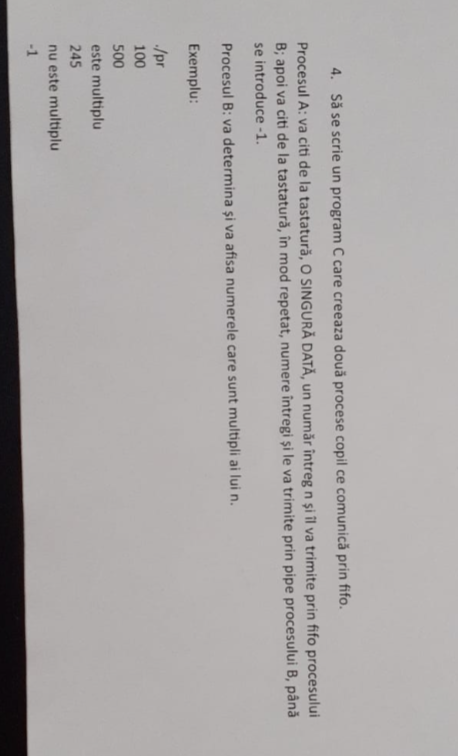 4. Să se scrie un program C care creeaza două procese copil ce comunică prin fifo.
Procesul A: va citi de la tastatură, O SINGURĂ DATĂ, un număr întreg n și îl va trimite prin fifo procesului
B; apoi va citi de la tastatură, în mod repetat, numere întregi și le va trimite prin pipe procesului B, până
se introduce -1.
Procesul B: va determina și va afisa numerele care sunt multipli ai lui n.
Exemplu:
./pr
100
500
este multiplu
245
nu este multiplu
-1